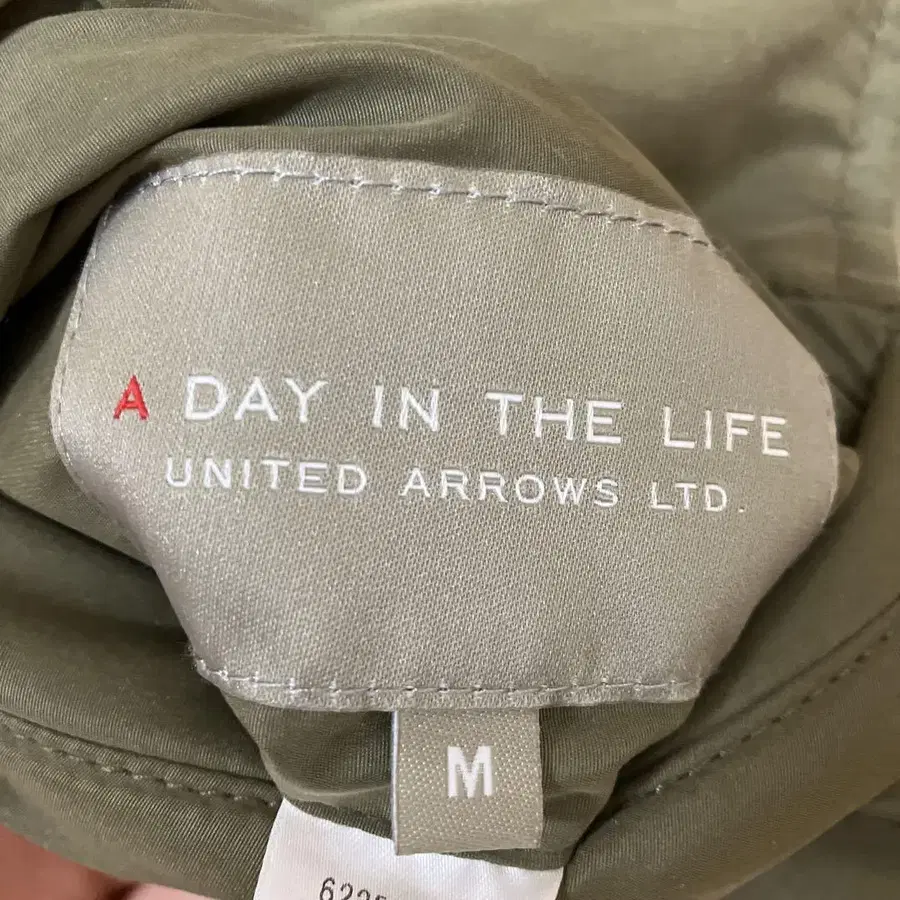 A DAY IN THE LIFE
UNITED ARROWS LTD.
M